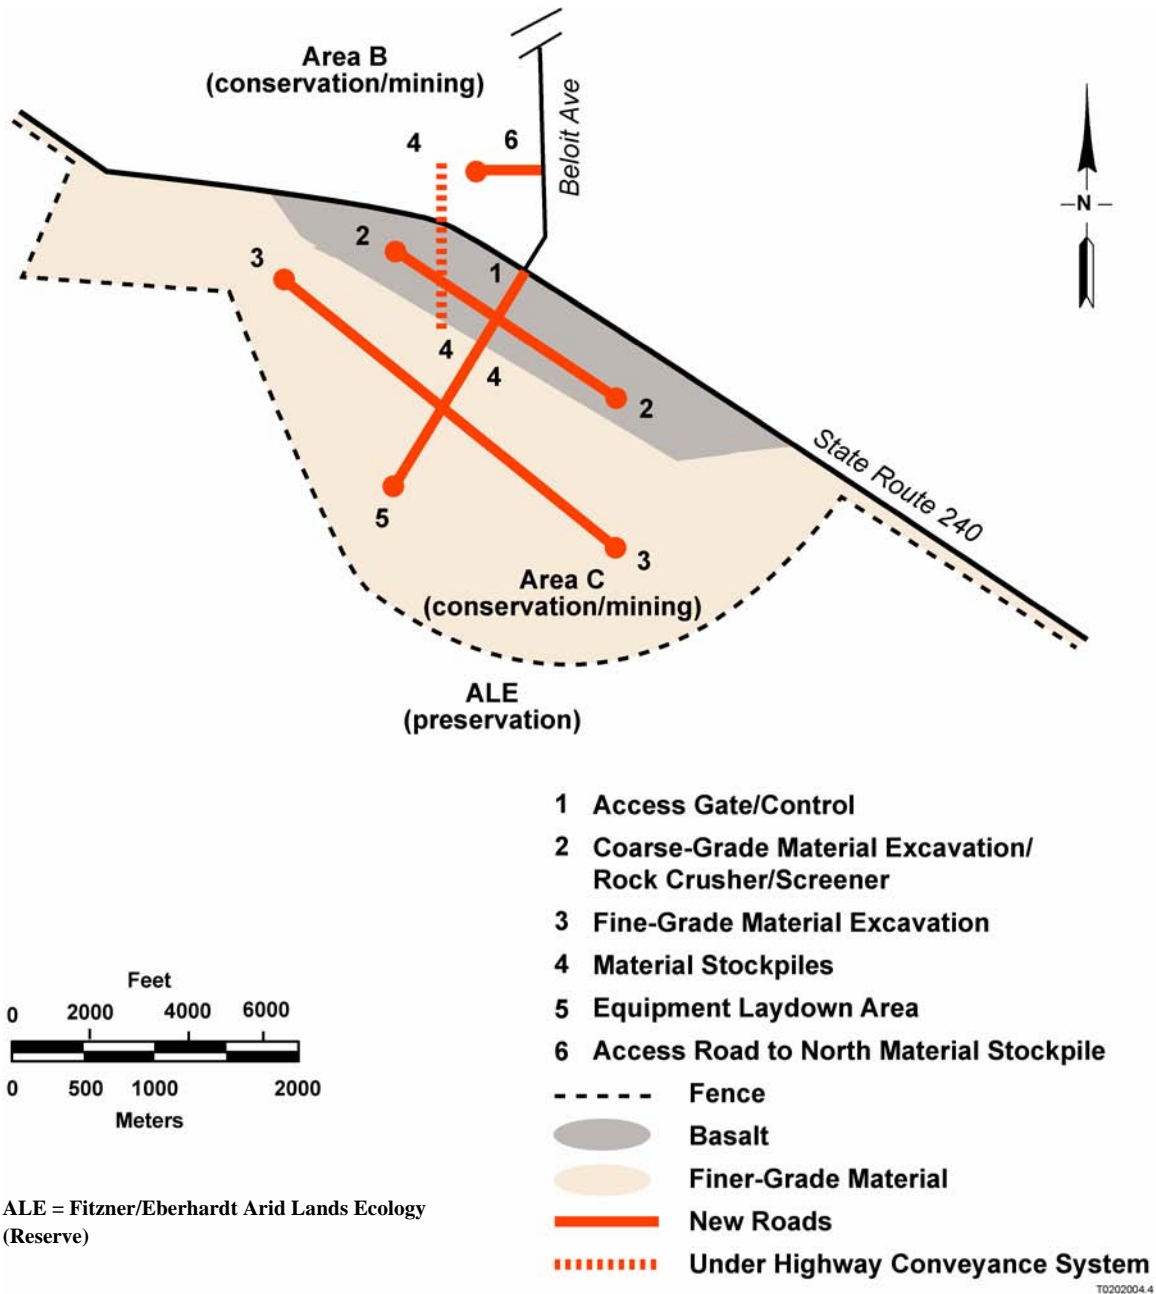 Area B
(conservation/mining)
Beloit Ave
4
6
N
2
3
1
4
4
2
State Route 240
5
3
Area C
(conservation/mining)
ALE
(preservation)
1 Access Gate/Control
2 Coarse-Grade Material Excavation/
Rock Crusher/Screener
3 Fine-Grade Material Excavation
4 Material Stockpiles
5 Equipment Laydown Area
6 Access Road to North Material Stockpile
Fence
Basalt
Finer-Grade Material
New Roads
Under Highway Conveyance System
Feet
0 2000 4000 6000
0 500 1000 2000
Meters
ALE = Fitzner/Eberhardt Arid Lands Ecology
(Reserve)
T0202004.4